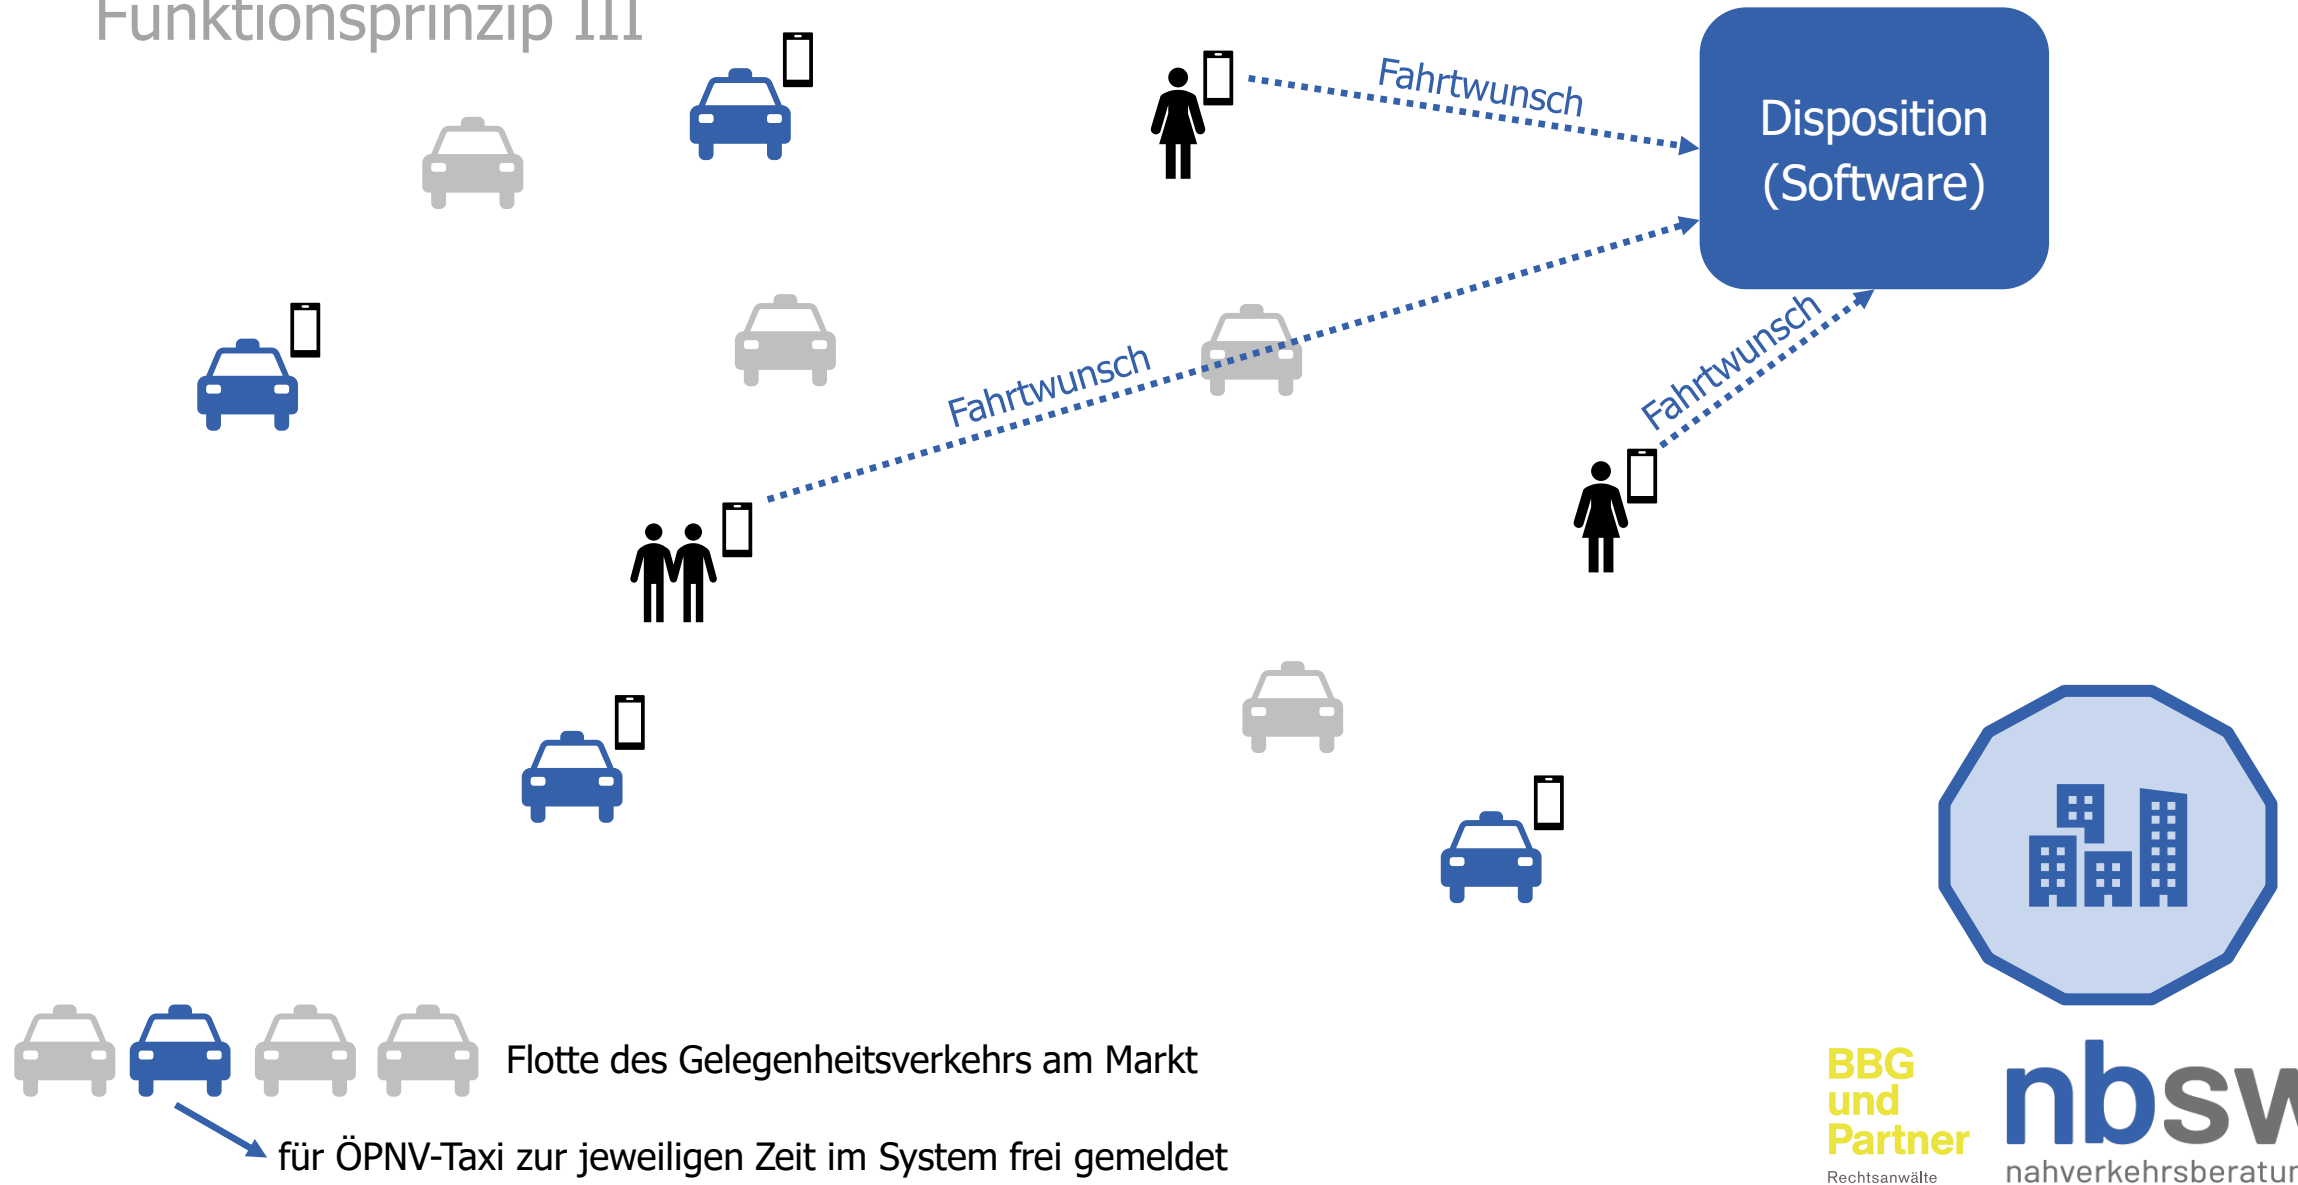 Funktionsprinzip III
Fahrtwunsch
Disposition
(Software)
Fahrtwunsch
Fahrtwunsch
Flotte des Gelegenheitsverkehrs am Markt
für ÖPNV-Taxi zur jeweiligen Zeit im System frei gemeldet
BBG
und
Partner
Rechtsanwälte
nbsw
nahverkehrsberatun